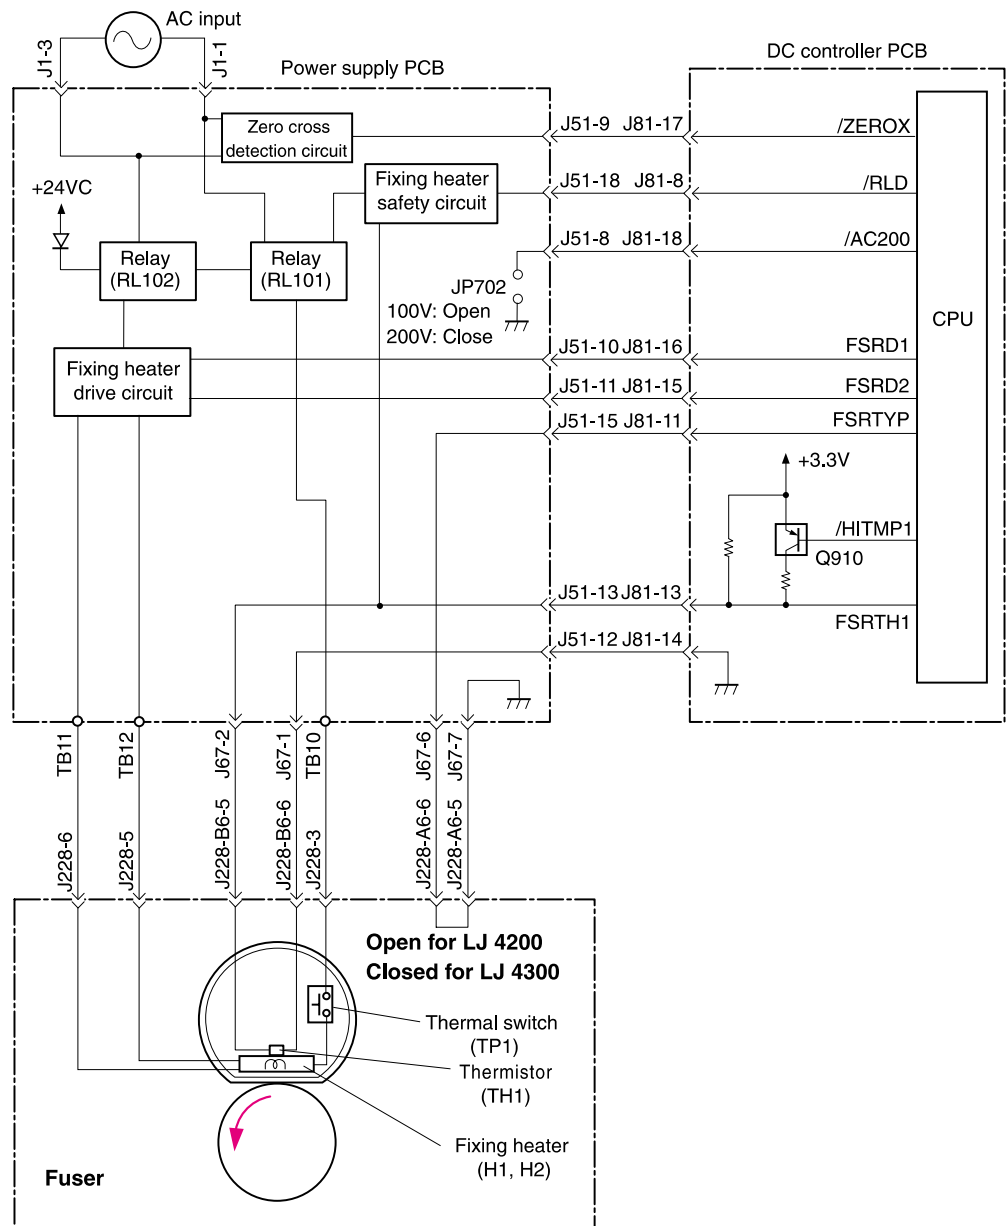 AC input
J1-3
J1-1
Power supply PCB
DC controller PCB
Zero cross
detection circuit
J51-9 J81-17
/ZEROX
Fixing heater
safety circuit
J51-18 J81-8
/RLD
+24VC
J51-8 J81-18
/AC200
Relay
(RL102)
Relay
(RL101)
JP702
100V: Open
200V: Close
CPU
Fixing heater
drive circuit
J51-10 J81-16
FSRD1
J51-11 J81-15
FSRD2
J51-15 J81-11
FSRTYP
+3.3V
/HITMP1
Q910
J51-13 J81-13
FSRTH1
J51-12 J81-14
TB11
TB12
J67-2
J67-1
TB10
J67-6
J67-7
J228-6
J228-5
J228-B6-5
J228-B6-6
J228-3
J228-A6-6
J228-A6-5
Open for LJ 4200
Closed for LJ 4300
Thermal switch
(TP1)
Thermistor
(TH1)
Fixing heater
(H1, H2)
Fuser